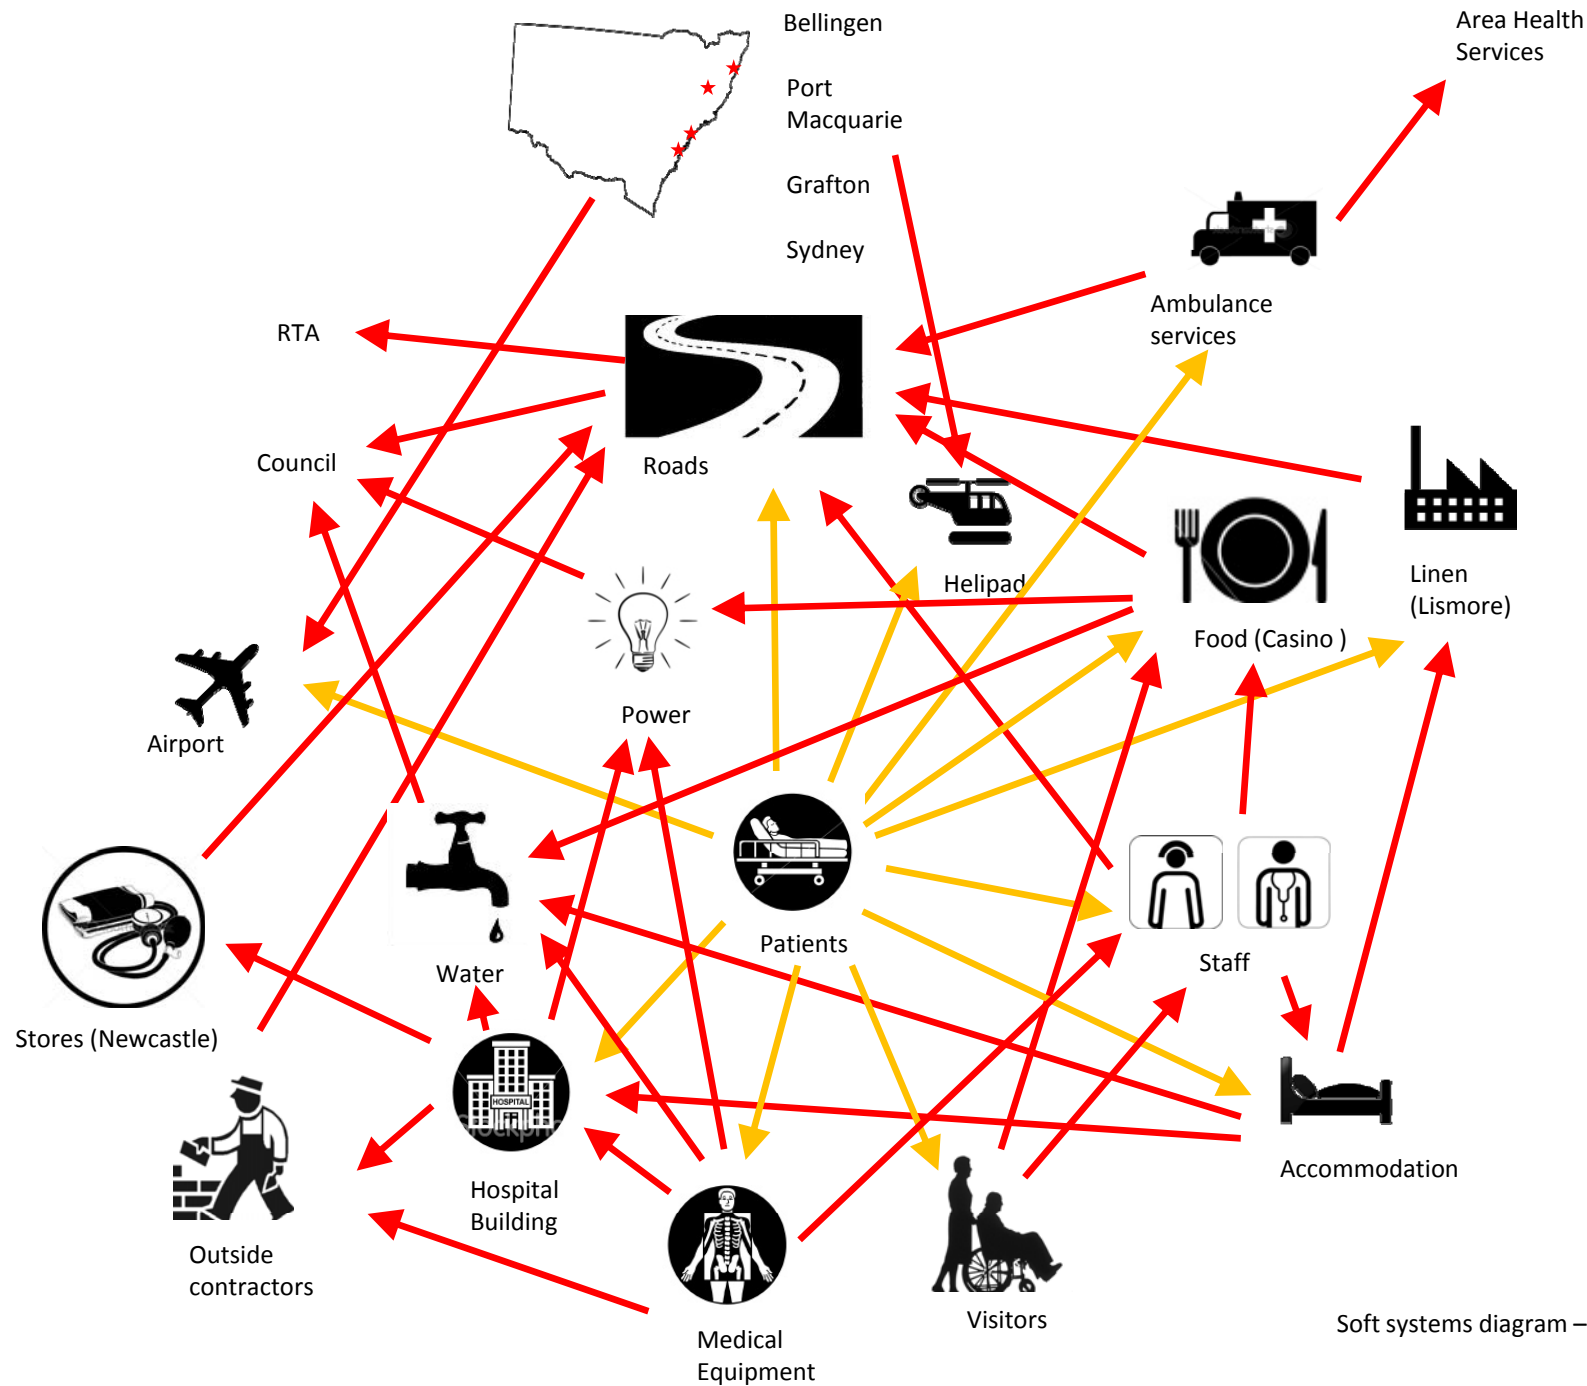 Bellingen
Area Health
Services
Port
Macquarie
Grafton
Sydney
Ambulance
services
RTA
Council
Roads
Helipad
Linen
(Lismore)
Food (Casino )
Power
Airport
Patients
Water
Staff
Stores (Newcastle)
HOSPITAL
Hospital
Building
Accommodation
Outside
contractors
Visitors
Soft systems diagram –
Medical
Equipment